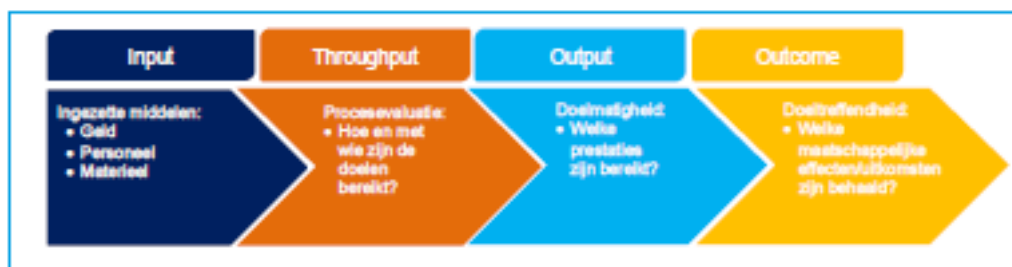 Input
Throughput
Output
Outcome
Ingezette middelen:
• Geld
• Personeel
• Materieel
Procesevaluatie:
• Hoe en met
wie zijn de
doelen
bereikt?
Doelmatigheid:
• Welke
prestaties
zijn bereikt?
Doeltreffendheid:
• Welke
maatschappelijke
effecten/uitkomsten
zijn behaald?